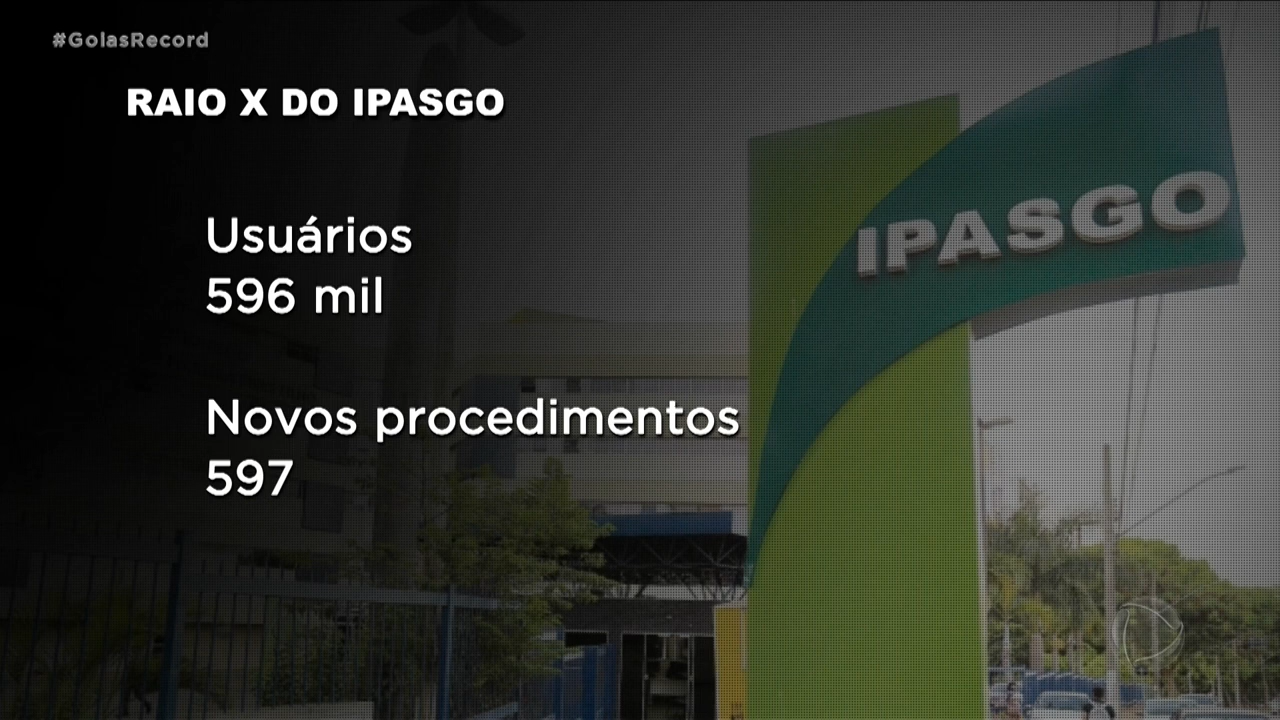 #GoiasRecord
RAIO X DO IPASGO
Usuários
596 mil
Novos procedimentos
597
IPASGO